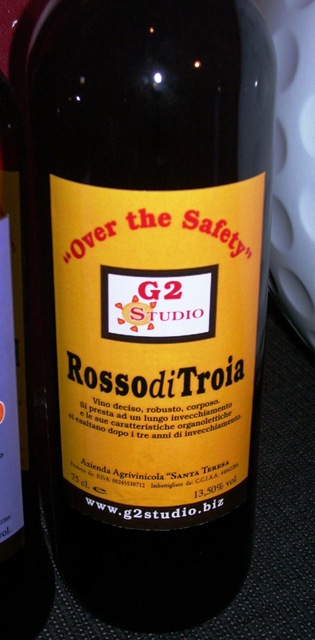 "Over the Safety"
G2
STUDIO
RossodiTroia
Vino deciso, robusto, corposo.
Si presta ad un lungo invecchiamento
e le sue caratteristiche organolettiche
si esaltano dopo i tre anni di invecchiamento.
Azienda Agrivinicola "SANTA TERESA
Imbottigliato da: C.C.I.A.A.
75 cl. e
13,50% vol.
www.g2studio.biz